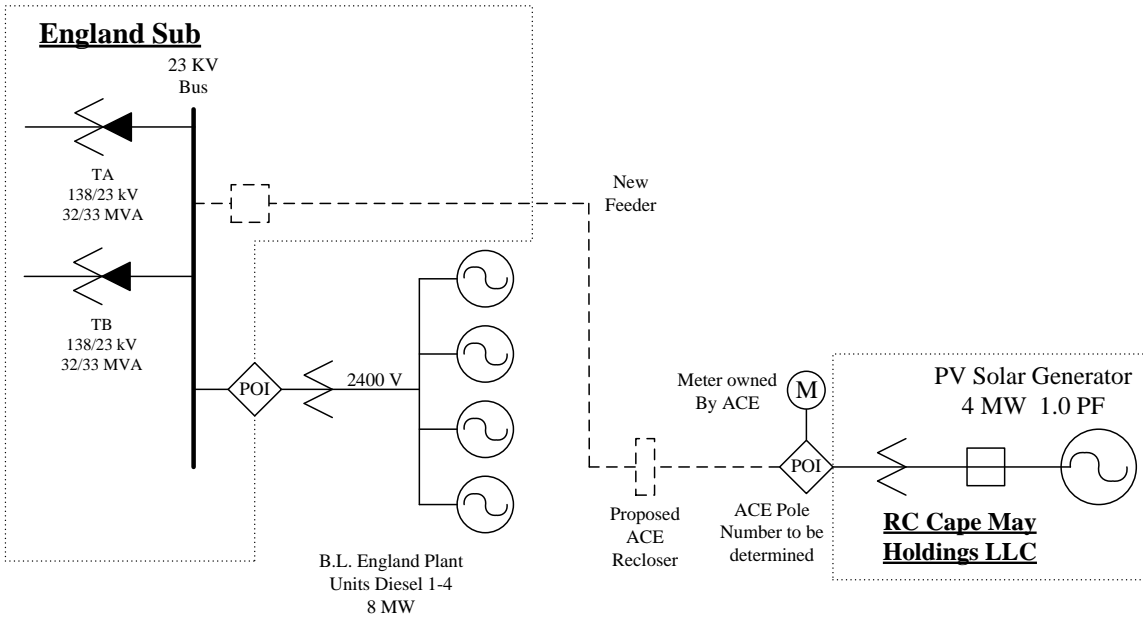 England Sub
23 KV
Bus
TA
138/23 kV
32/33 MVA
New
Feeder
TB
138/23 kV
32/33 MVA
POI
2400 V
Meter owned
By ACE
M
PV Solar Generator
4 MW  1.0 PF
POI
Proposed
ACE
Recloser
ACE Pole
Number to be
determined
RC Cape May
Holdings LLC
B.L. England Plant
Units Diesel 1-4
8 MW